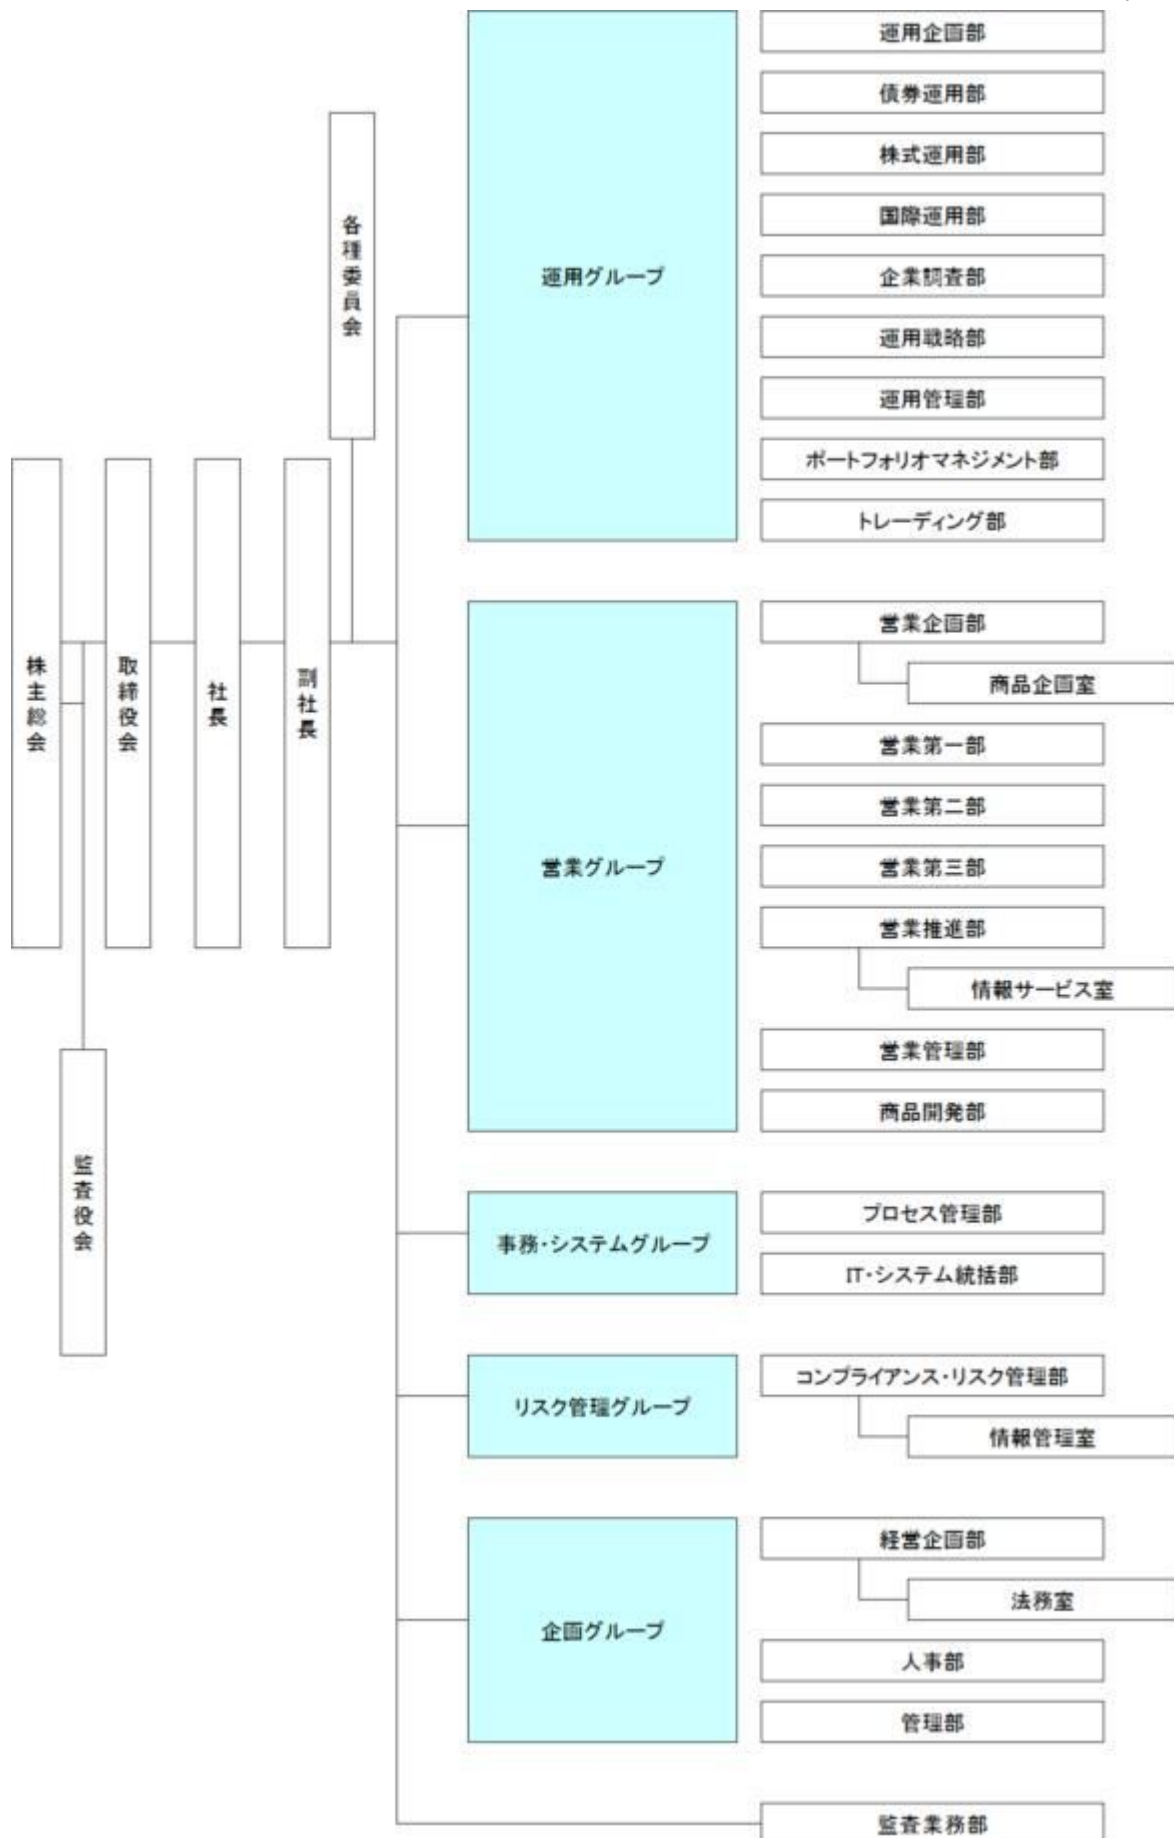 株主総会
監査役会
取締役会
社長
副社長
各種委員会
運用グループ
運用企画部
債券運用部
株式運用部
国際運用部
企業調査部
運用戦略部
運用管理部
ポートフォリオマネジメント部
トレーディング部
営業グループ
営業企画部
商品企画室
営業第一部
営業第二部
営業第三部
営業推進部
情報サービス室
営業管理部
商品開発部
事務・システムグループ
プロセス管理部
IT・システム統括部
リスク管理グループ
コンプライアンス・リスク管理部
情報管理室
企画グループ
経営企画部
法務室
人事部
管理部
監査業務部